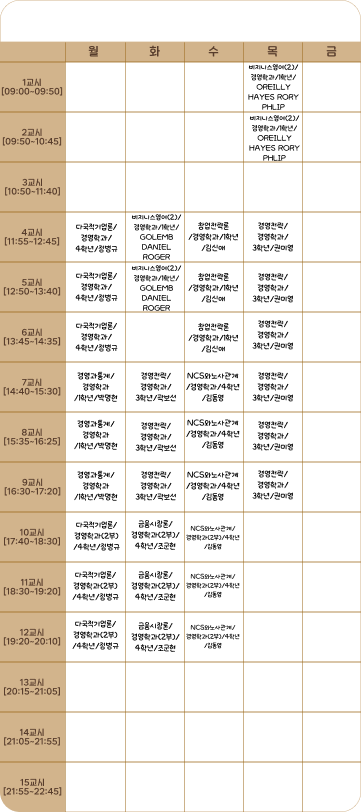 월 화 수 목 금
1교시
[09:00~09:50]
비지니스영어(2)/
경영학과/1학년/
OREILLY
HAYES RORY
PHLIP
2교시
[09:50~10:45]
비지니스영어(2)/
경영학과/1학년/
OREILLY
HAYES RORY
PHLIP
3교시
[10:50~11:40]
4교시
[11:55~12:45]
다국적기업론/
경영학과/
4학년/장병규
비지니스영어(2)/
경영학과/1학년/
GOLEMB
DANIEL
ROGER
창업전략론
/경영학과/1학년
/김신애
경영전략/
경영학과/
3학년/권미영
5교시
[12:50~13:40]
다국적기업론/
경영학과/
4학년/장병규
비지니스영어(2)/
경영학과/1학년/
GOLEMB
DANIEL
ROGER
창업전략론
/경영학과/1학년
/김신애
경영전략/
경영학과/
3학년/권미영
6교시
[13:45~14:35]
다국적기업론/
경영학과/
4학년/장병규
창업전략론
/경영학과/1학년
/김신애
경영전략/
경영학과/
3학년/권미영
7교시
[14:40~15:30]
경영과통계/
경영학과
/1학년/박명현
경영전략/
경영학과/
3학년/곽보선
NCS와노사관계
/경영학과/4학년
/김동영
경영전략/
경영학과/
3학년/권미영
8교시
[15:35~16:25]
경영과통계/
경영학과
/1학년/박명현
경영전략/
경영학과/
3학년/곽보선
NCS와노사관계
/경영학과/4학년
/김동영
경영전략/
경영학과/
3학년/권미영
9교시
[16:30~17:20]
경영과통계/
경영학과
/1학년/박명현
경영전략/
경영학과/
3학년/곽보선
NCS와노사관계
/경영학과/4학년
/김동영
경영전략/
경영학과/
3학년/권미영
10교시
[17:40~18:30]
다국적기업론/
경영학과(2부)
/4학년/장병규
금융시장론/
경영학과(2부)/
4학년/조군현
NCS와노사관계/
경영학과(2부)/4학년
/김동영
11교시
[18:30~19:20]
다국적기업론/
경영학과(2부)
/4학년/장병규
금융시장론/
경영학과(2부)/
4학년/조군현
NCS와노사관계/
경영학과(2부)/4학년
/김동영
12교시
[19:20~20:10]
다국적기업론/
경영학과(2부)
/4학년/장병규
금융시장론/
경영학과(2부)/
4학년/조군현
NCS와노사관계/
경영학과(2부)/4학년
/김동영
13교시
[20:15~21:05]
14교시
[21:05~21:55]
15교시
[21:55~22:45]